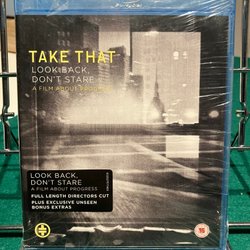 TAKE THAT
LOOK BACK,
DON'T STARE
A FILM ABOUT PROGRESS
LOOK BACK,
DON'T STARE
A FILM ABOUT PROGRESS
FULL LENGTH DIRECTORS CUT
PLUS EXCLUSIVE UNSEEN
BONUS EXTRAS
15